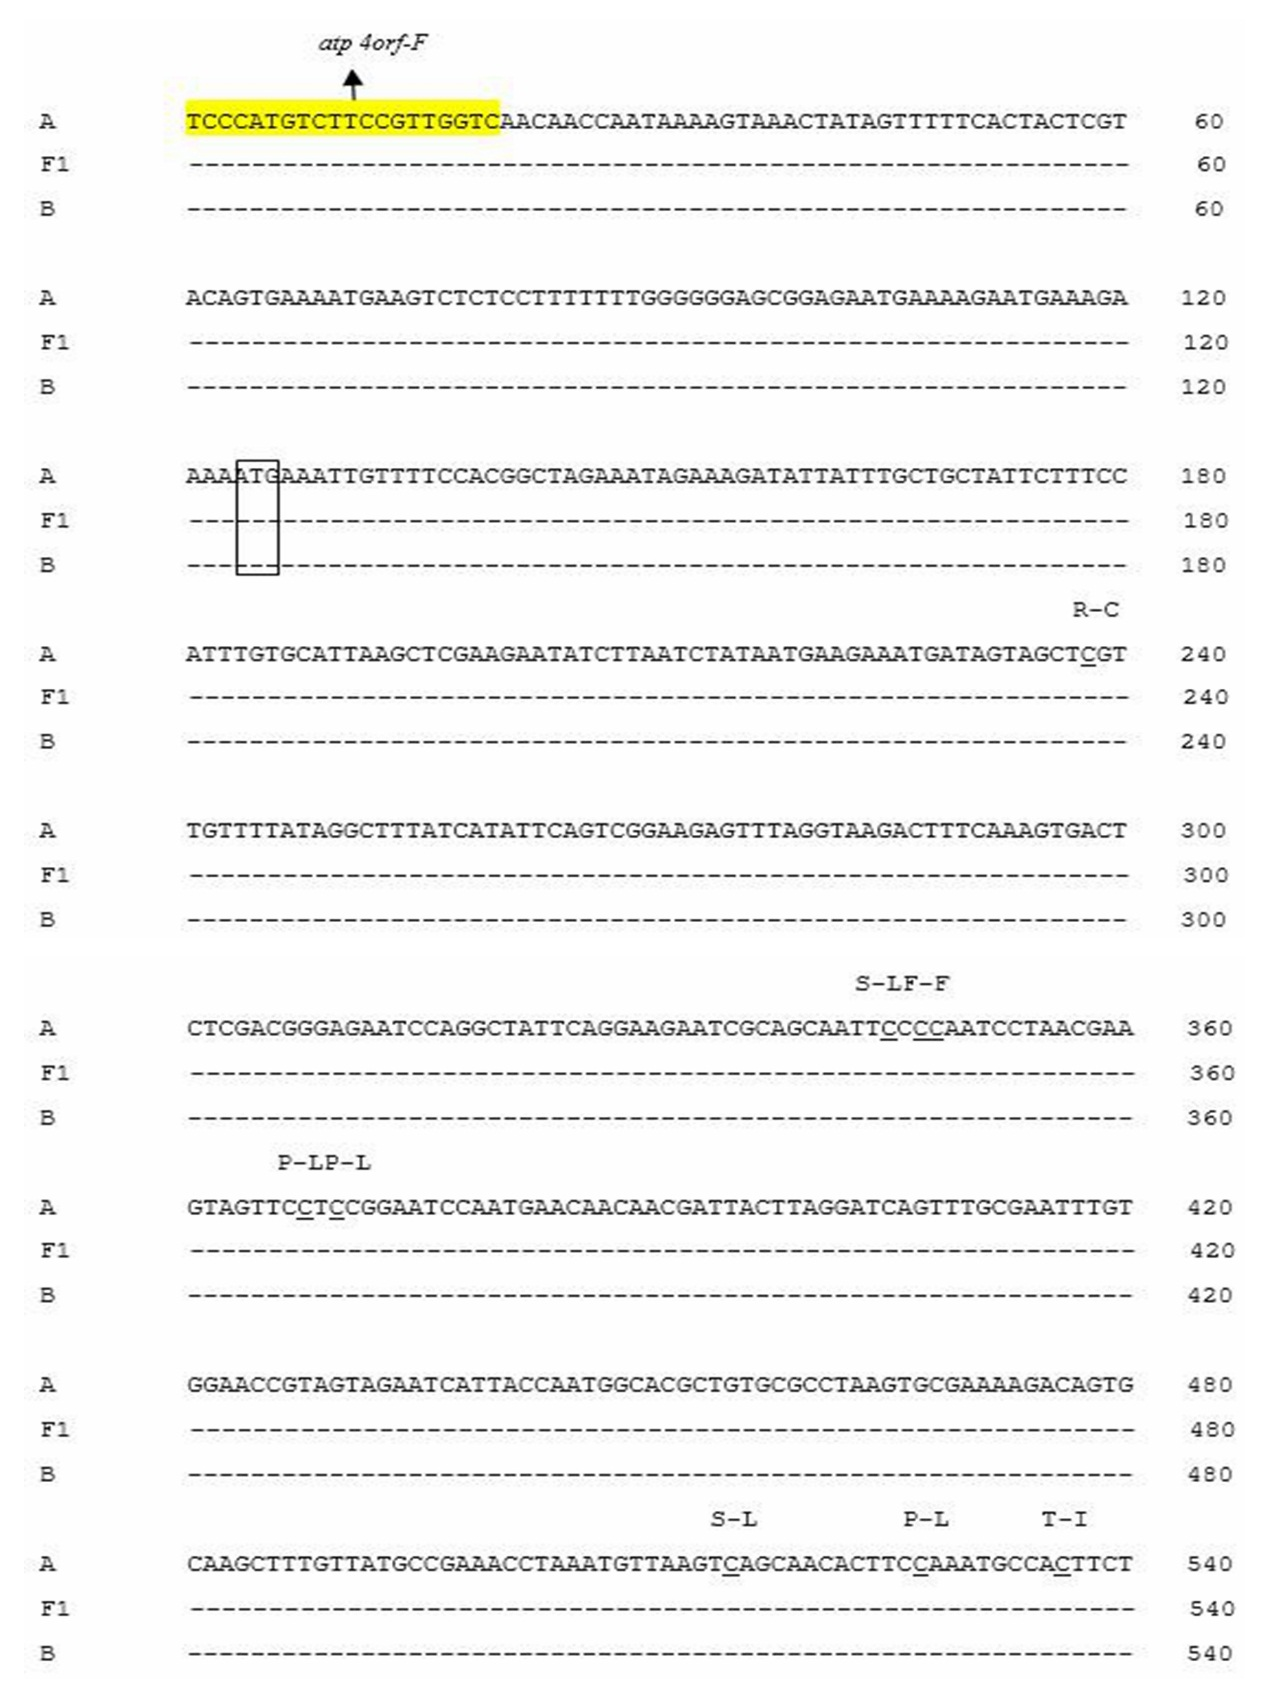 atp 4orf-F
A TCCCATGTCTTCCGTTGGTCAACAACCAATAAAAAGTAAACTATAGTTTTTCACTACTCGT 60
F1 ------------------------------------------------------------ 60
B ------------------------------------------------------------ 60
A ACAGTGAAAATGAAGTCTCTCCTTTTTTTTGGGGGGAGCGGAGAATGAAAAGAATGAAAGA 120
F1 ------------------------------------------------------------ 120
B ------------------------------------------------------------ 120
A AAAATGAAATTGTTTTCCACGGCTAGAAATAGAAAGATATTATTTGCTGCTATTCTTTCC 180
F1 ------------------------------------------------------------ 180
B ------------------------------------------------------------ 180
R-C
A ATTTGTGCATTAAGCTCGAAGAATATCTTAATCTATAATGAAGAAATGATAGTAGCTCGT 240
F1 ------------------------------------------------------------ 240
B ------------------------------------------------------------ 240
A TGTTTTATAGGCTTTATCATATTCAGTCGGAAGAGTTTAGGTAAGACTTTCAAAGTGACT 300
F1 ------------------------------------------------------------ 300
B ------------------------------------------------------------ 300
S-LF-F
A CTCGACGGGAGAATCCAGGCTATTCAGGAAGAATCGCAGCAATTCCCCAATCCTAACGAA 360
F1 ------------------------------------------------------------ 360
B ------------------------------------------------------------ 360
P-LP-L
A GTAGTTCCTCCGGAATCCAATGAACAACAACGATTACTTAGGATCAGTTTGCGAATTTGT 420
F1 ------------------------------------------------------------ 420
B ------------------------------------------------------------ 420
A GGAACCGTAGTAGAATCATTACCAATGGCACGCTGTGCGCCTAAGTGCGAAAAGACAGTG 480
F1 ------------------------------------------------------------ 480
B ------------------------------------------------------------ 480
S-L P-L T-I
A CAAGCTTTGTTATGCCGAAACCTAAATGTTAAGTCAGCAACACTTCCAAATGCCACTTCT 540
F1 ------------------------------------------------------------ 540
B ------------------------------------------------------------ 540